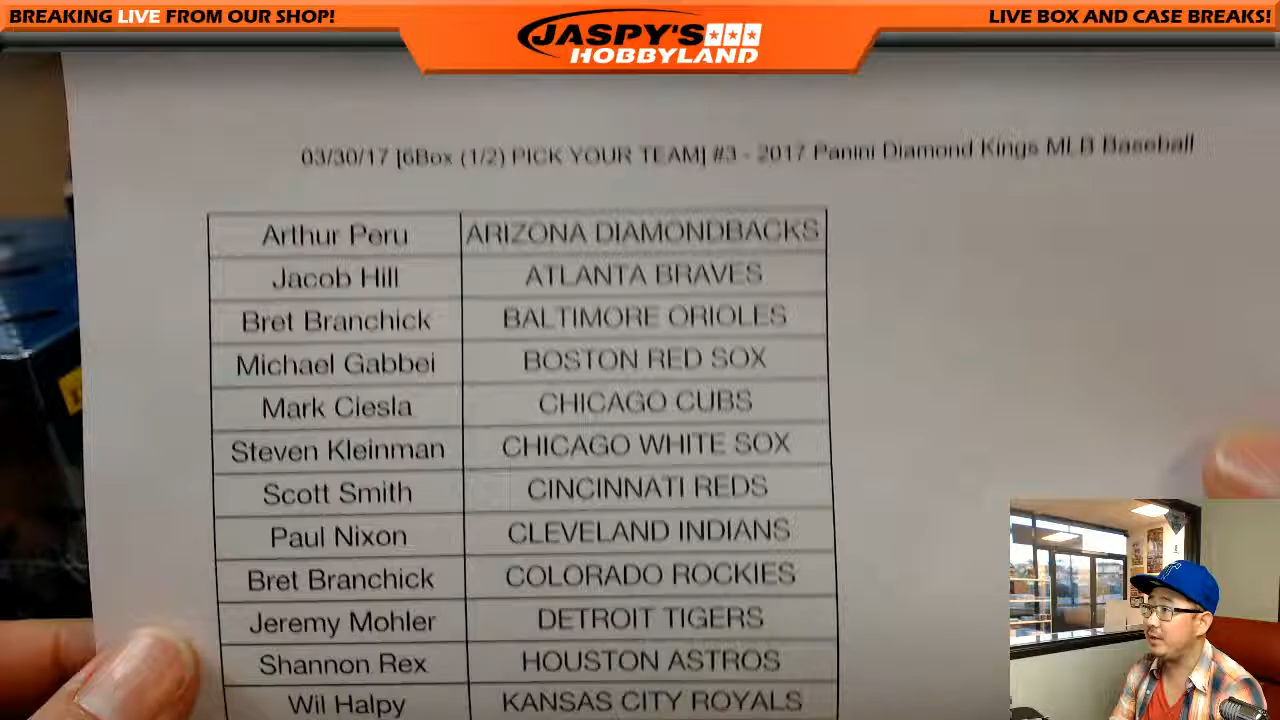 BREAKING LIVE FROM OUR SHOP!
JASPY'S
HOBBYLAND
LIVE BOX AND CASE BREAKS!
03/30/17 [6Box (1/2) PICK YOUR TEAM] #3 - 2017 Panini Diamond Kings MLB Baseball
Arthur Peru ARIZONA DIAMONDBACKS
Jacob Hill ATLANTA BRAVES
Bret Branchick BALTIMORE ORIOLES
Michael Gabbei BOSTON RED SOX
Mark Ciesla CHICAGO CUBS
Steven Kleinman CHICAGO WHITE SOX
Scott Smith CINCINNATI REDS
Paul Nixon CLEVELAND INDIANS
Bret Branchick COLORADO ROCKIES
Jeremy Mohler DETROIT TIGERS
Shannon Rex HOUSTON ASTROS
Wil Halpy KANSAS CITY ROYALS